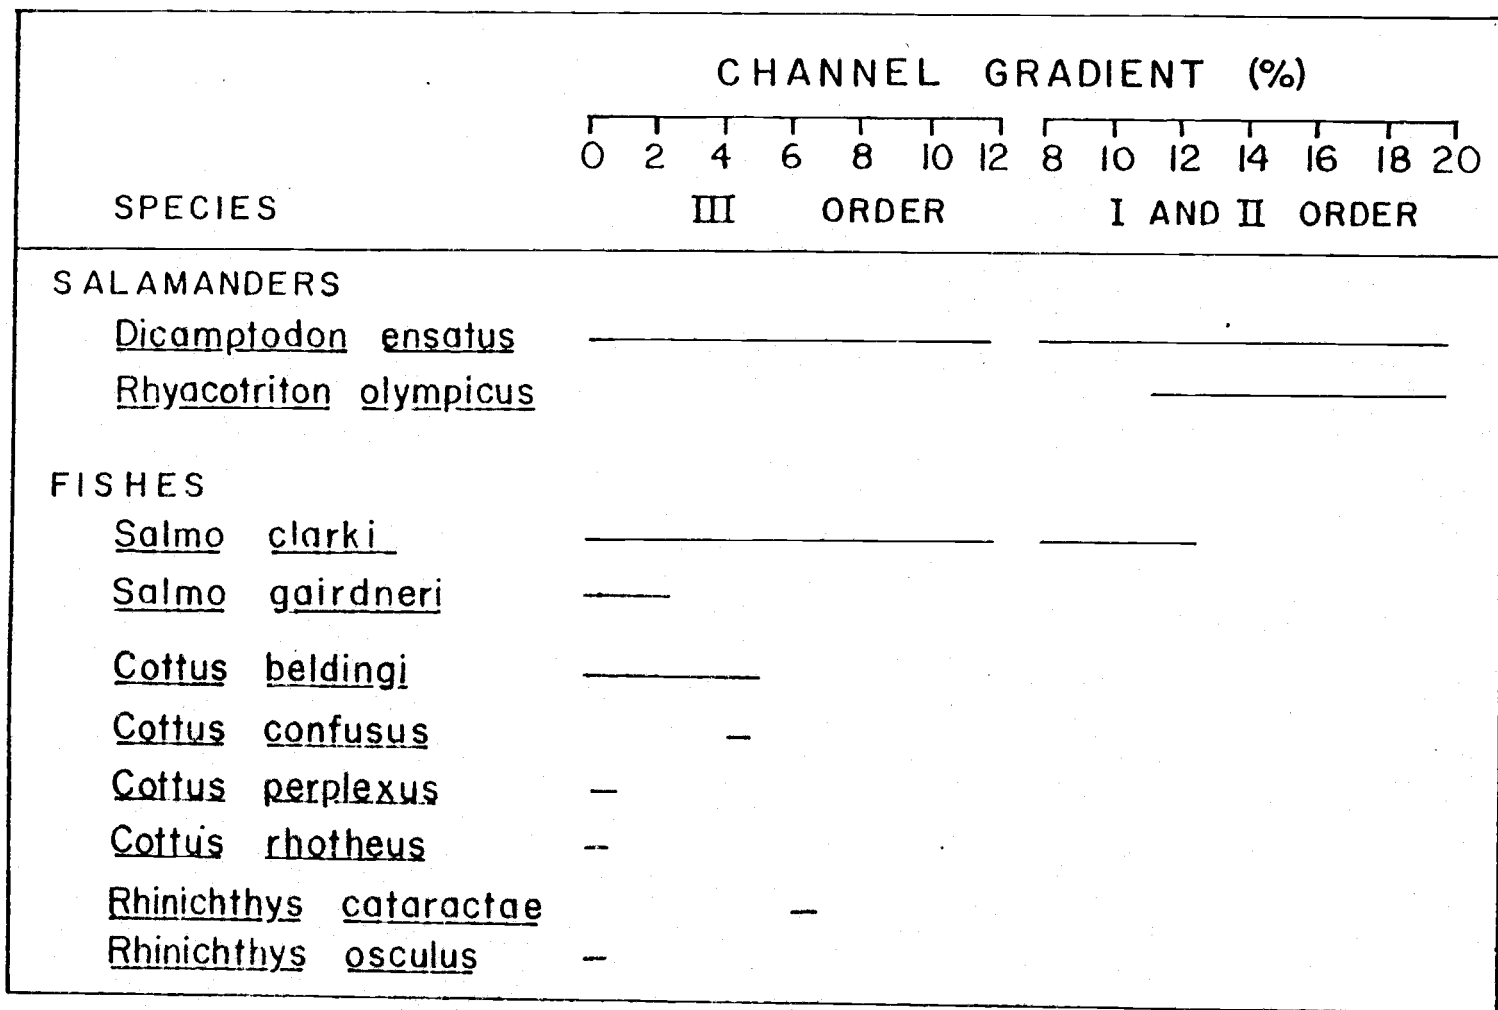 CHANNEL GRADIENT (%)
0 2 4 6 8 10 12 8 10 12 14 16 18 20
SPECIES III ORDER I AND II ORDER
SALAMANDERS
Dicamptodon ensatus
Rhyacotriton olympicus
FISHES
Salmo clarki
Salmo gairdneri
Cottus beldingi
Cottus confusus
Cottus perplexus
Cottus rhotheus
Rhinichthys cataractae
Rhinichthys osculus